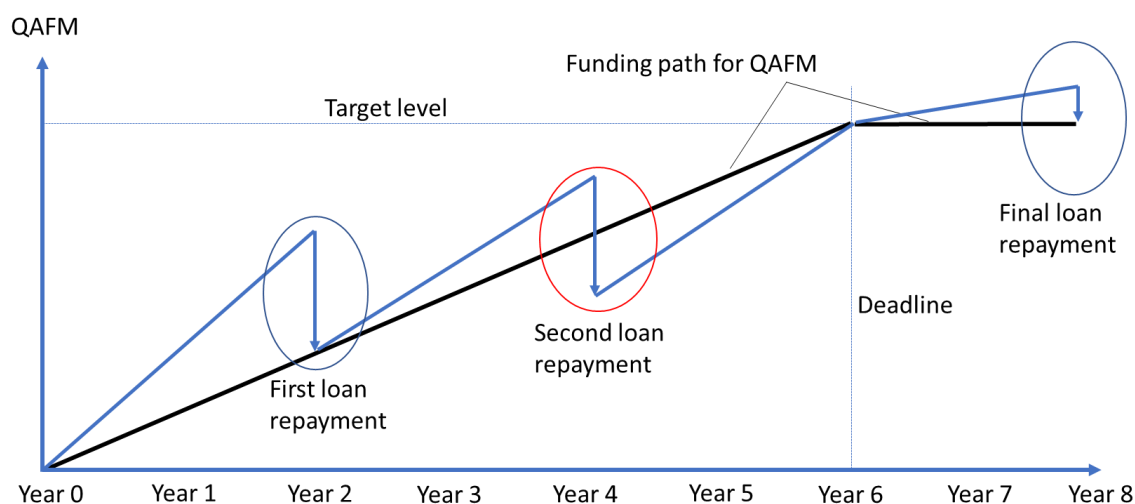 QAFM
Funding path for QAFM
Target level
Final loan
repayment
Deadline
Second loan
repayment
First loan
repayment
Year 0
Year 1
Year 2
Year 3
Year 4
Year 5
Year 6
Year 7
Year 8